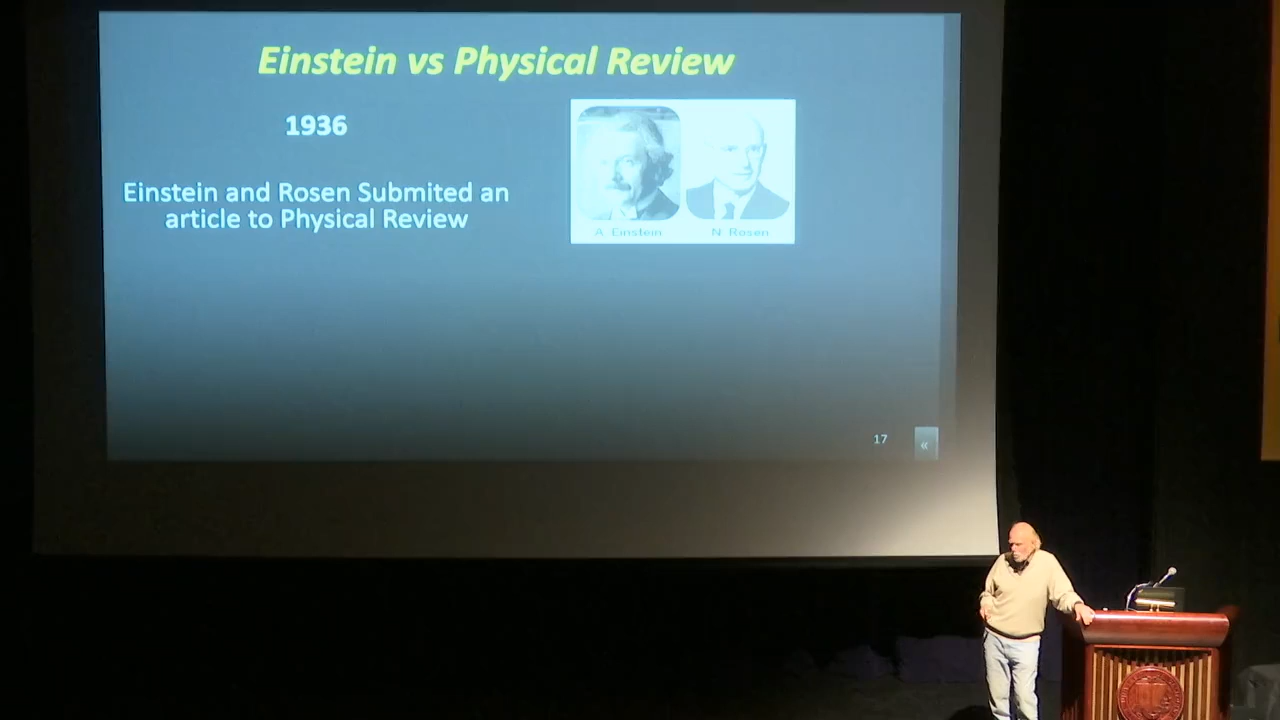 Einstein vs Physical Review
1936
Einstein and Rosen Submited an
article to Physical Review
A. Einstein
N. Rosen
17
«